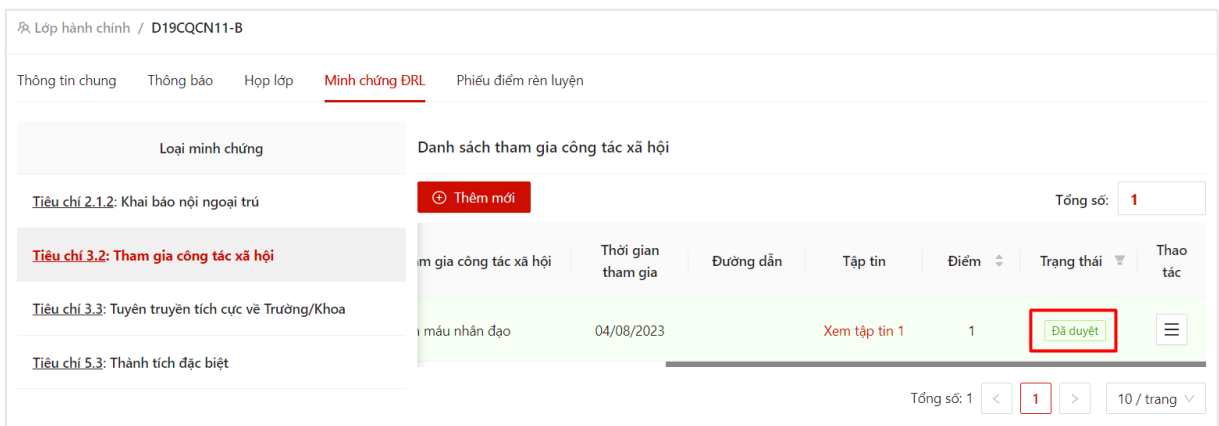 Lớp hành chính / D19CQCN11-B
Thông tin chung Thông báo Họp lớp Minh chứng ĐRL Phiếu điểm rèn luyện
Loại minh chứng
Tiêu chí 2.1.2: Khai báo nội ngoại trú
Tiêu chí 3.2: Tham gia công tác xã hội
Tiêu chí 3.3: Tuyên truyền tích cực về Trường/Khoa
Tiêu chí 5.3: Thành tích đặc biệt
Danh sách tham gia công tác xã hội
Thêm mới
Tổng số: 1
gia công tác xã hội
Thời gian
tham gia
Đường dẫn
Tập tin
Điểm
Trạng thái
Thao
tác
máu nhân đạo 04/08/2023 Xem tập tin 1 1 Đã duyệt
Tổng số: 1 < 1 > 10 / trang